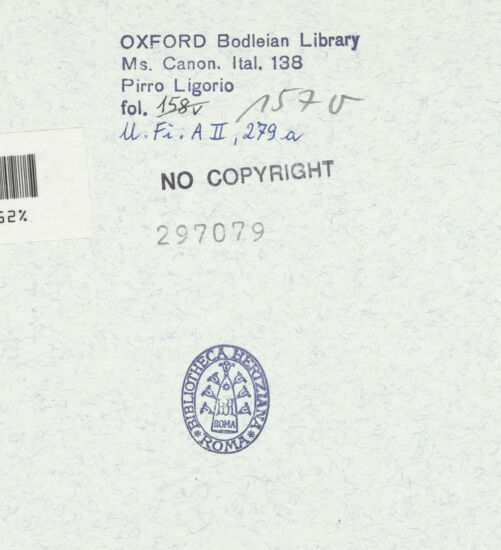 OXFORD Bodleian Library
Ms. Canon. Ital. 138
Pirro Ligorio
fol. 158v 157v
U. Fi. A II, 279 a
NO COPYRIGHT
62%
297079
BIBLIOTHECA HERTZIANA
ROMA
*ROMA*